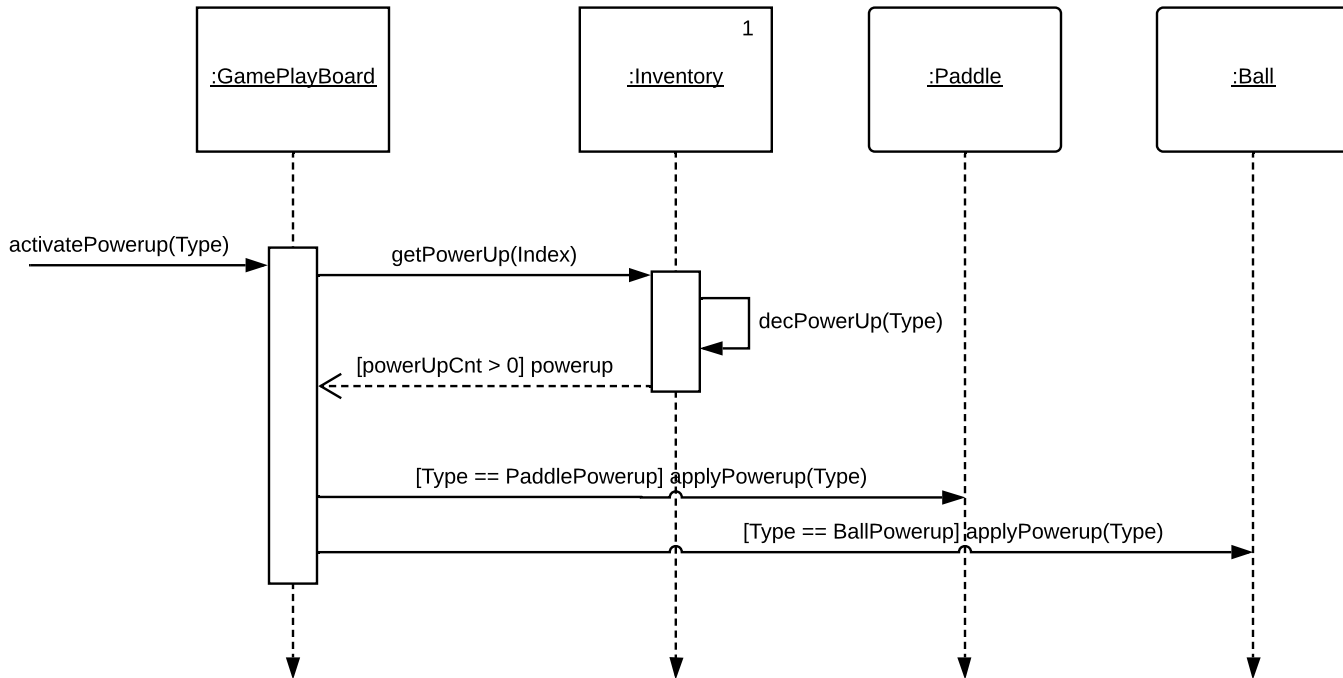 1
:GamePlayBoard
:Inventory
:Paddle
:Ball
activatePowerup(Type)
getPowerUp(Index)
decPowerUp(Type)
[powerUpCnt > 0] powerup
[Type == PaddlePowerup] applyPowerup(Type)
[Type == BallPowerup] applyPowerup(Type)